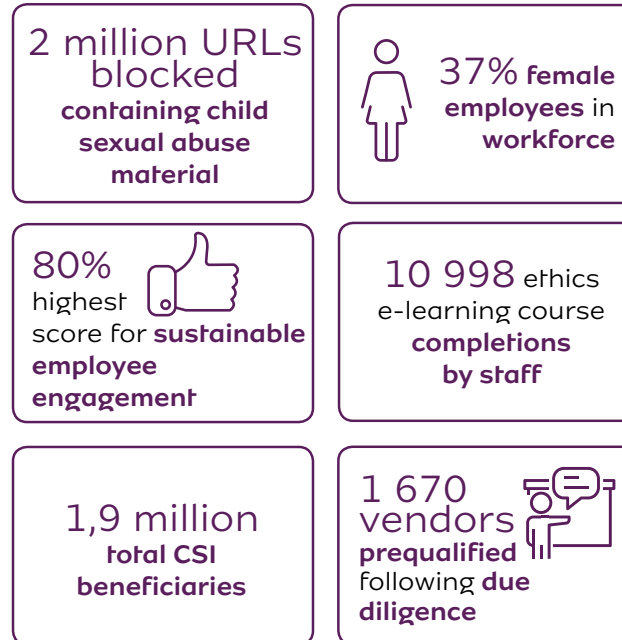 2 million URLs
blocked
containing child
sexual abuse
material
37% female
employees in
workforce
80%
highest
score for sustainable
employee
engagement
10 998 ethics
e-learning course
completions
by staff
1,9 million
total CSI
beneficiaries
1 670
vendors
prequalified
following due
diligence